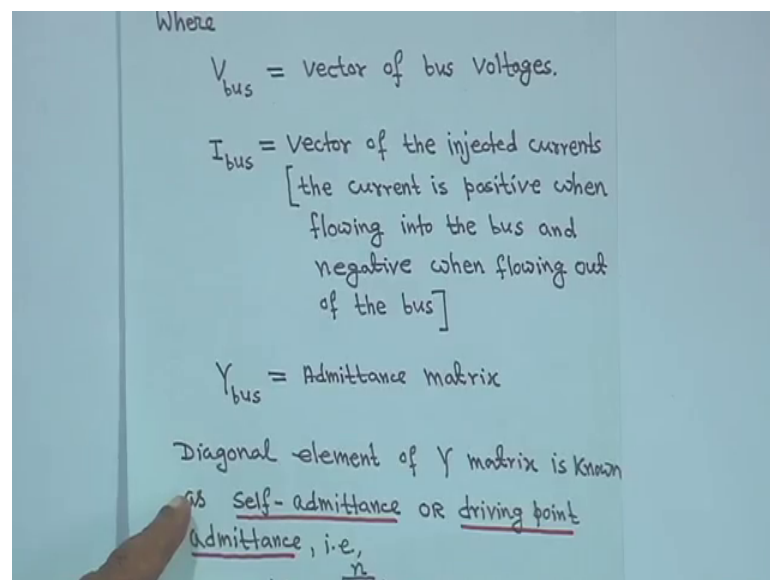 Where
V_bus = Vector of bus Voltages.
I_bus = Vector of the injected currents
[the current is positive when
flowing into the bus and
negative when flowing out
of the bus]
Y_bus = Admittance matrix
Diagonal element of Y matrix is Known
as Self-admittance OR driving point
admittance, i.e,
n